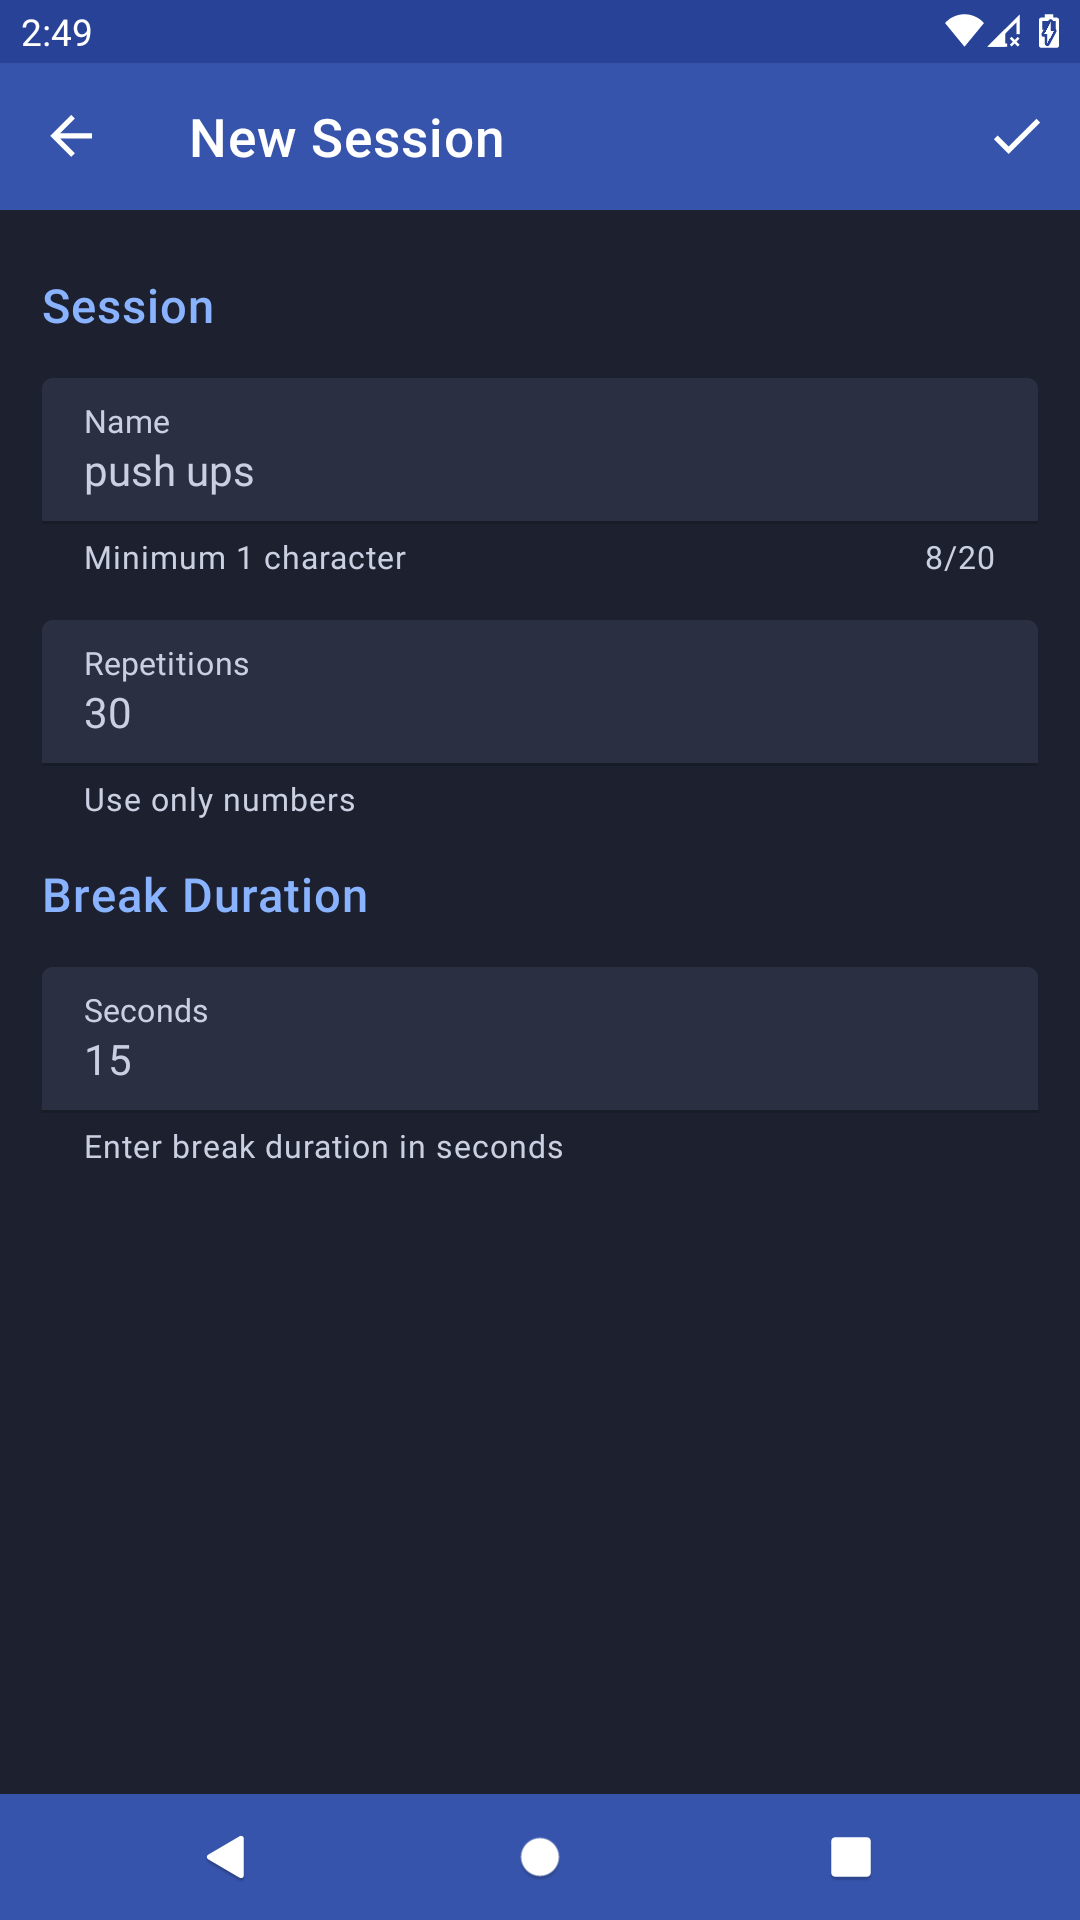 2:49
New Session
Session
Name
push ups
Minimum 1 character 8/20
Repetitions
30
Use only numbers
Break Duration
Seconds
15
Enter break duration in seconds